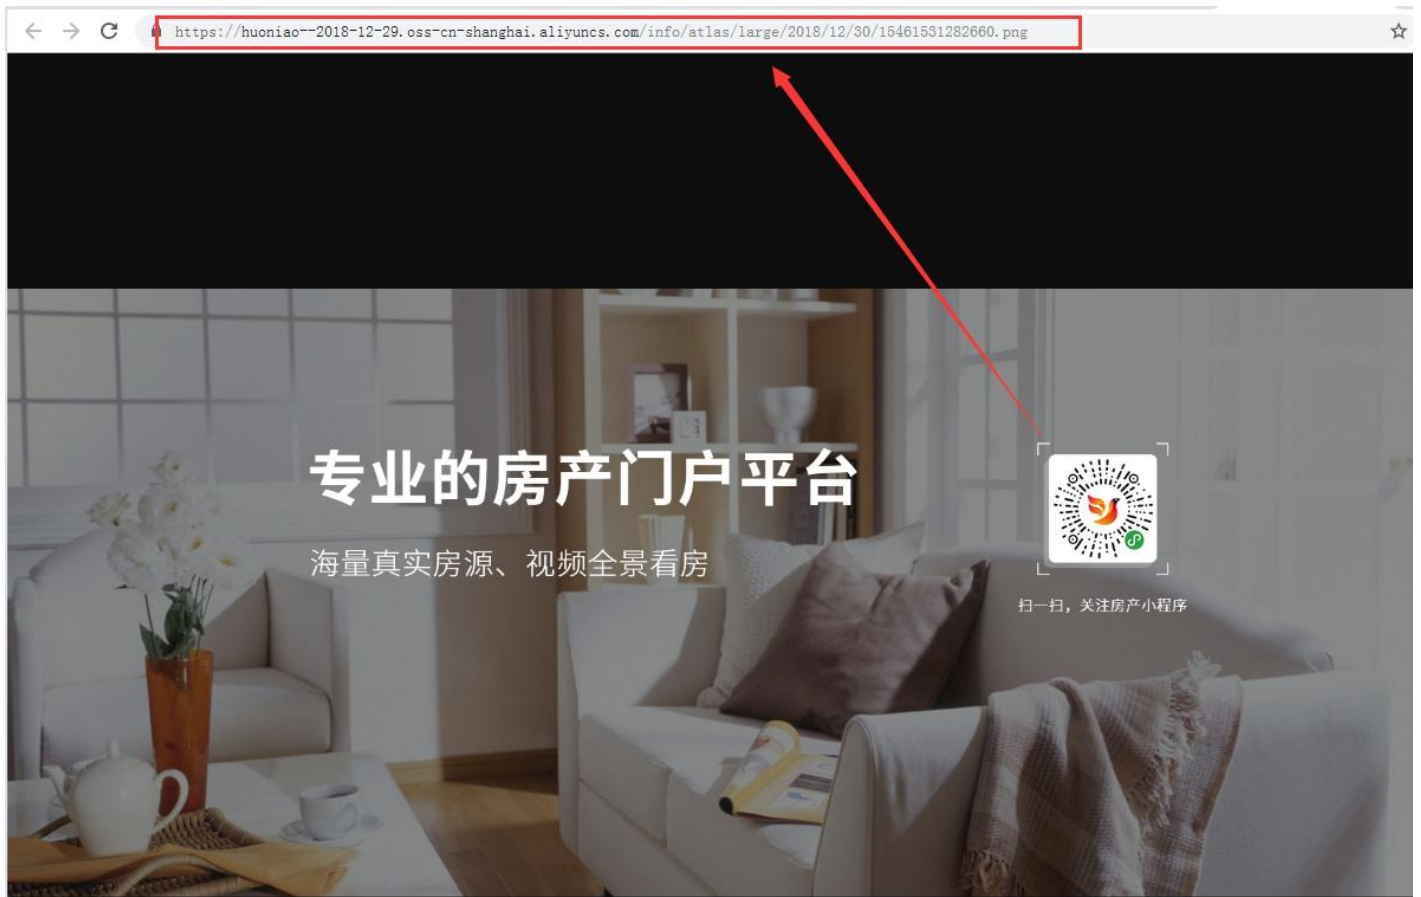 https://huoniao--2018-12-29.oss-cn-shanghai.aliyuncs.com/info/atlas/large/2018/12/30/15461531282660.png
专业的房产门户平台
海量真实房源、视频全景看房
扫一扫，关注房产小程序